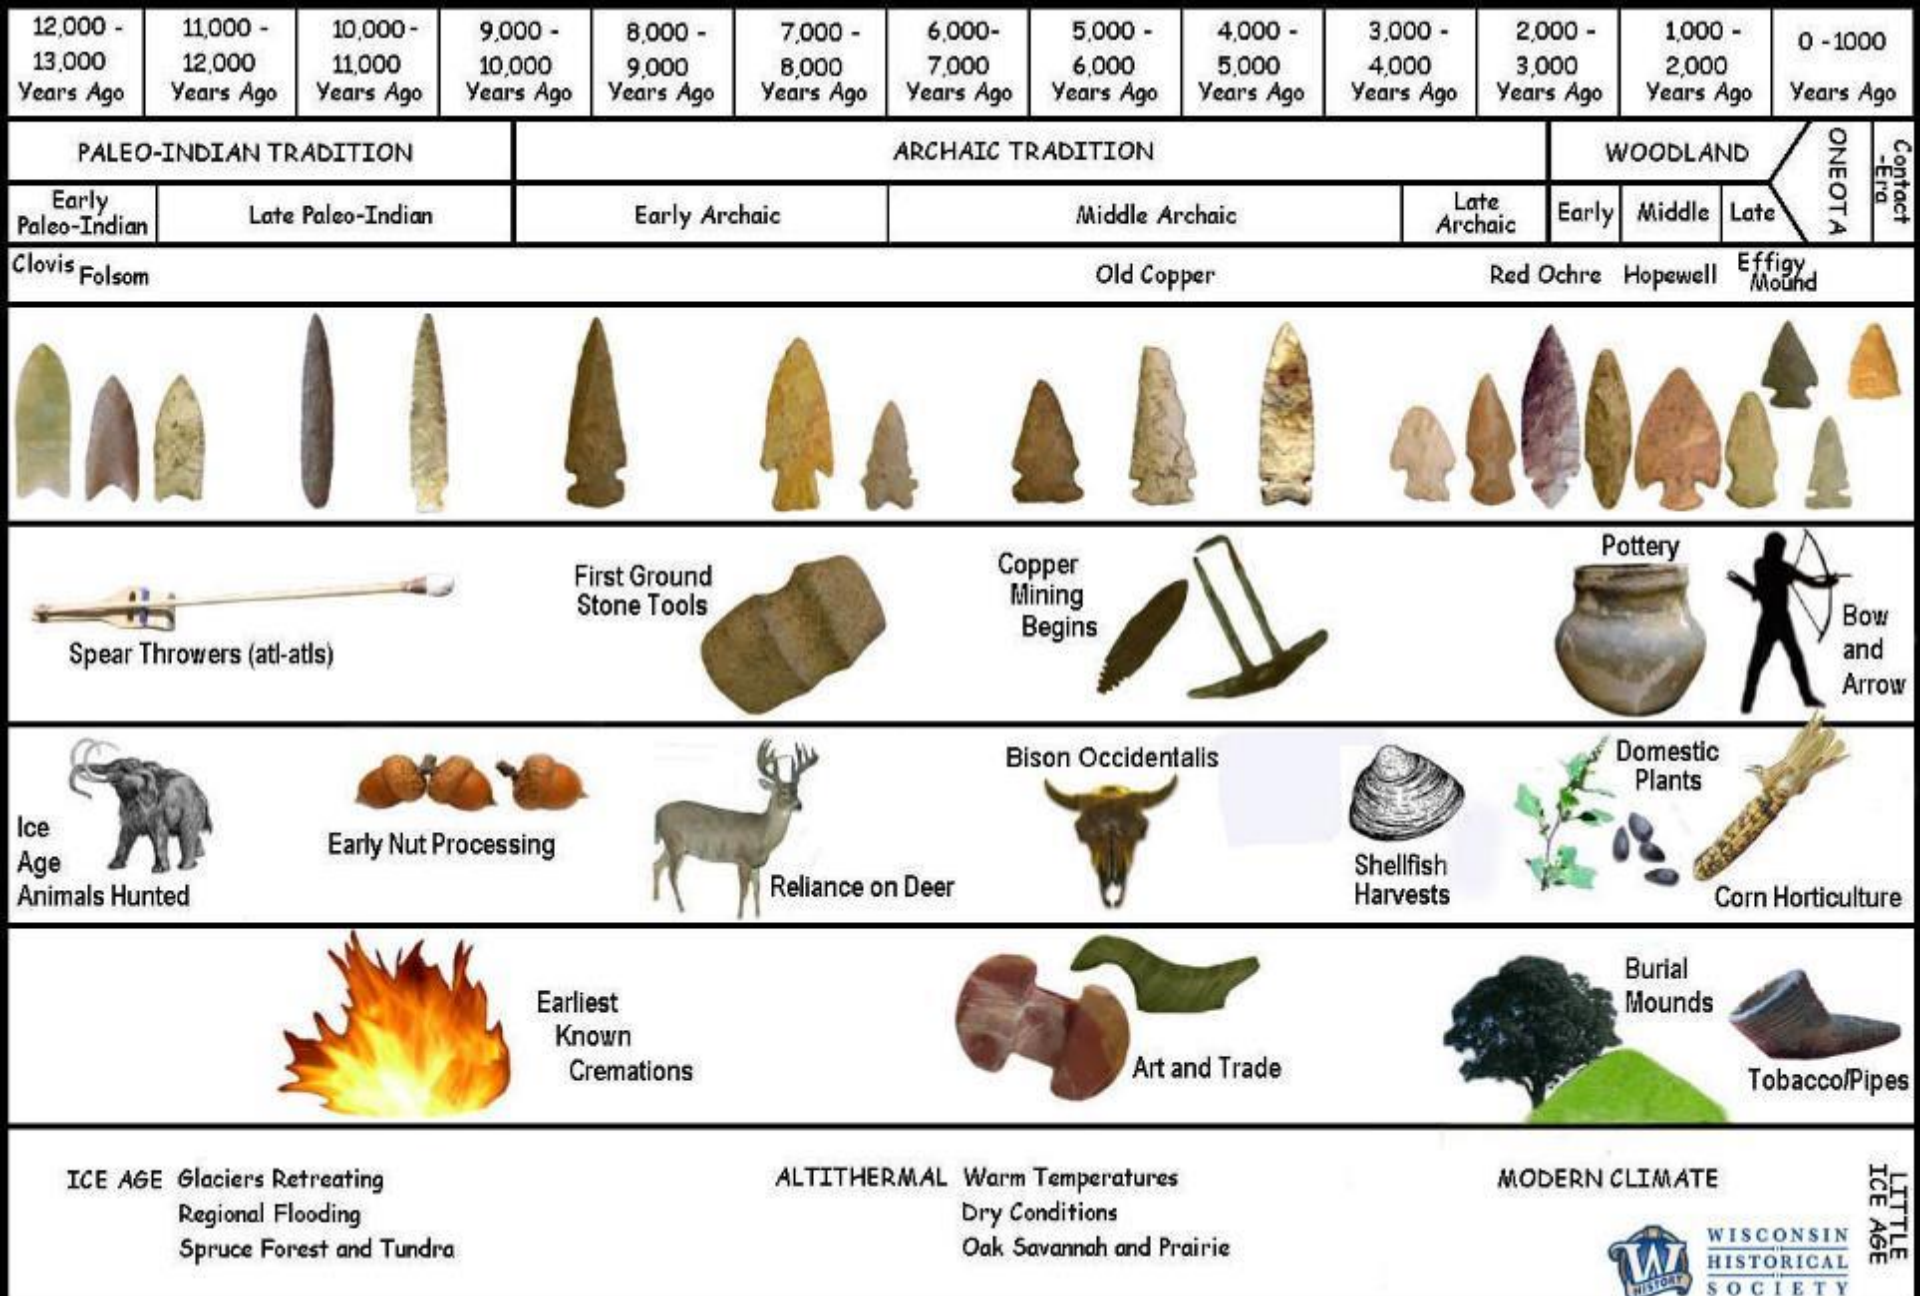 12,000 -
13,000
Years Ago
11,000 -
12,000
Years Ago
10,000-
11,000
Years Ago
9,000 -
10,000
Years Ago
8,000 -
9,000
Years Ago
7,000 -
8,000
Years Ago
6,000-
7,000
Years Ago
5,000 -
6,000
Years Ago
4,000 -
5,000
Years Ago
3,000 -
4,000
Years Ago
2,000 -
3,000
Years Ago
1,000 -
2,000
Years Ago
0 -1000
Years Ago
PALEO-INDIAN TRADITION
ARCHAIC TRADITION
WOODLAND
ONEOTA
Contact
-Era
Early
Paleo-Indian
Late Paleo-Indian
Early Archaic
Middle Archaic
Late
Archaic
Early
Middle
Late
Clovis
Folsom
Old Copper
Red Ochre
Hopewell
Effigy
Mound
Spear Throwers (atl-atls)
First Ground
Stone Tools
Copper
Mining
Begins
Pottery
Bow
and
Arrow
Ice
Age
Animals Hunted
Early Nut Processing
Reliance on Deer
Bison Occidentalis
Shellfish
Harvests
Domestic
Plants
Corn Horticulture
Earliest
Known
Cremations
Art and Trade
Burial
Mounds
Tobacco/Pipes
ICE AGE Glaciers Retreating
Regional Flooding
Spruce Forest and Tundra
ALTITHERMAL Warm Temperatures
Dry Conditions
Oak Savannah and Prairie
MODERN CLIMATE
LITTLE
ICE AGE
W
HISTORY
WISCONSIN
HISTORICAL
SOCIETY